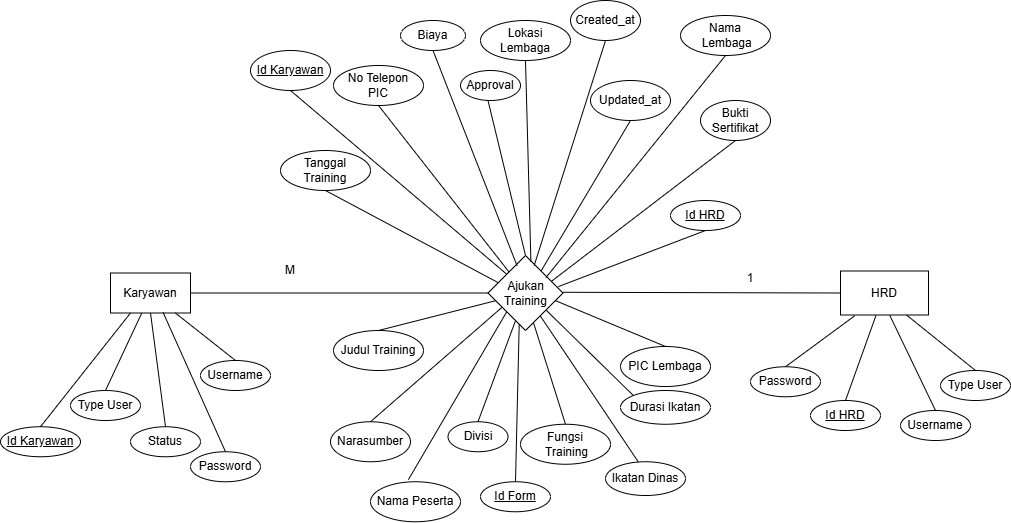 Created_at
Nama
Lembaga
Biaya
Lokasi
Lembaga
Id Karyawan
No Telepon
PIC
Approval
Updated_at
Bukti
Sertifikat
Tanggal
Training
Id HRD
M
1
Karyawan
Ajukan
Training
HRD
Judul Training
PIC Lembaga
Username
Type User
Durasi Ikatan
Password
Type User
Id HRD
Username
Id Karyawan
Status
Password
Narasumber
Divisi
Fungsi
Training
Ikatan Dinas
Nama Peserta
Id Form